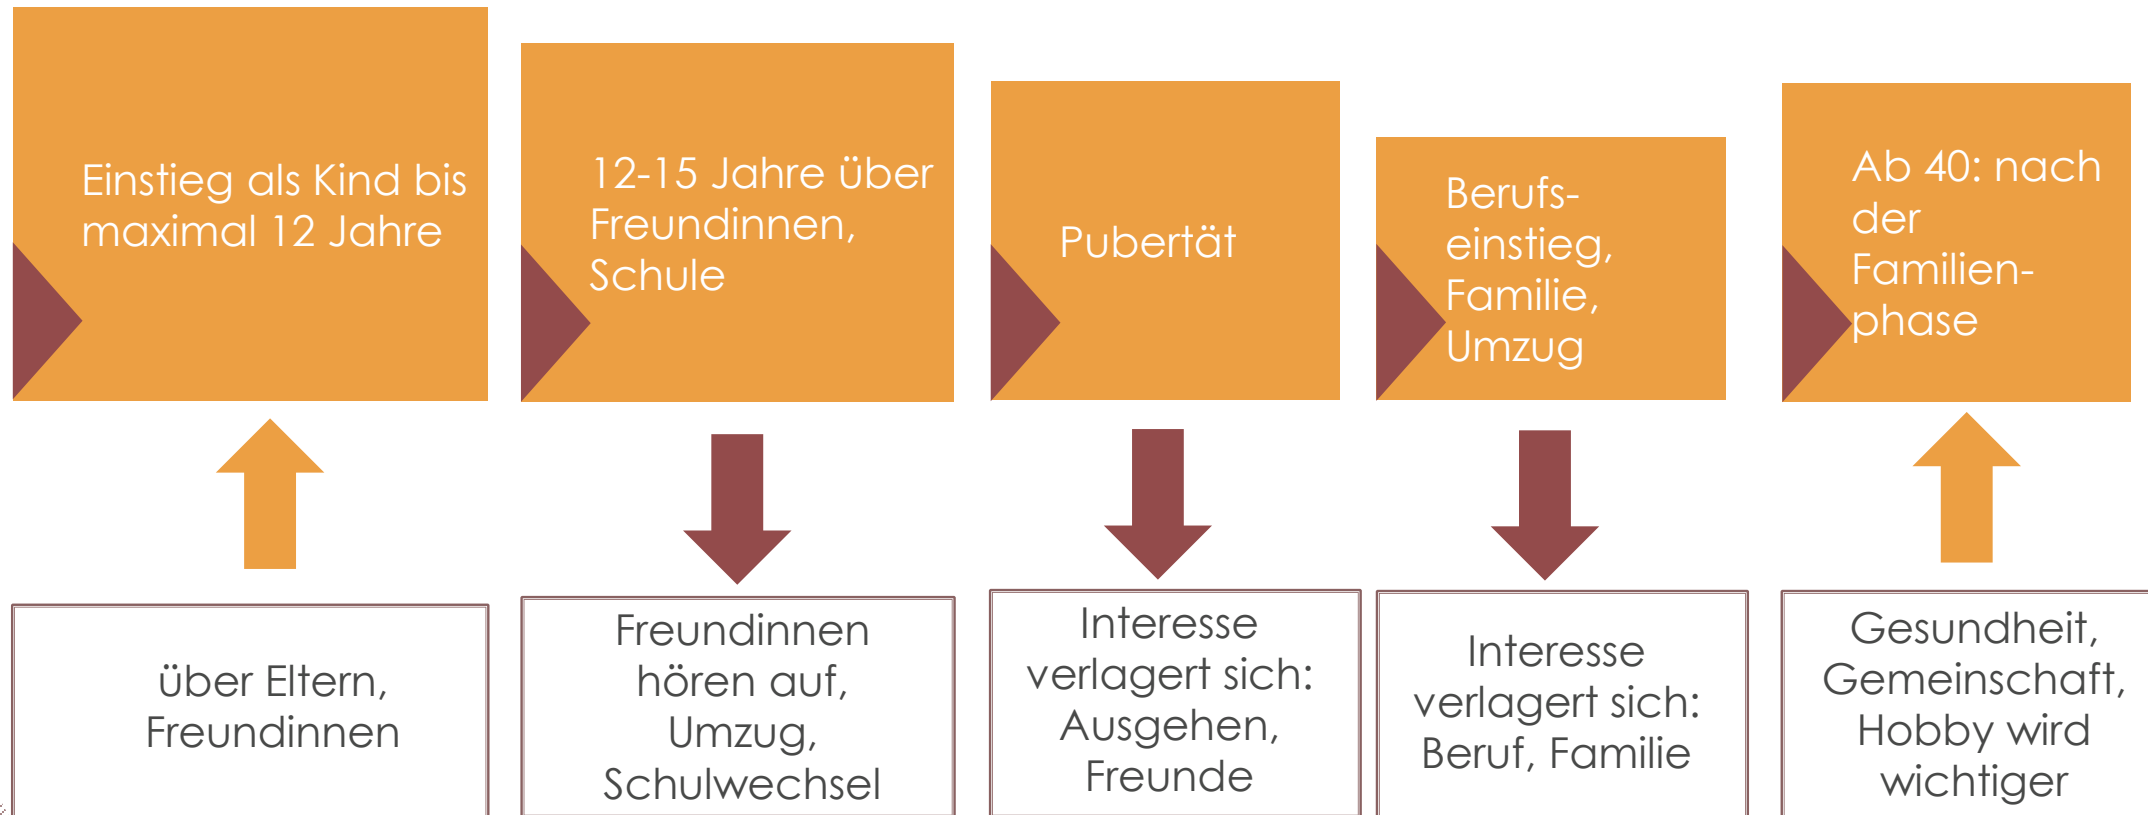 Einstieg als Kind bis
maximal 12 Jahre
12-15 Jahre über
Freundinnen,
Schule
Pubertät
Berufs-
einstieg,
Familie,
Umzug
Ab 40: nach
der
Familien-
phase
über Eltern,
Freundinnen
Freundinnen
hören auf,
Umzug,
Schulwechsel
Interesse
verlagert sich:
Ausgehen,
Freunde
Interesse
verlagert sich:
Beruf, Familie
Gesundheit,
Gemeinschaft,
Hobby wird
wichtiger